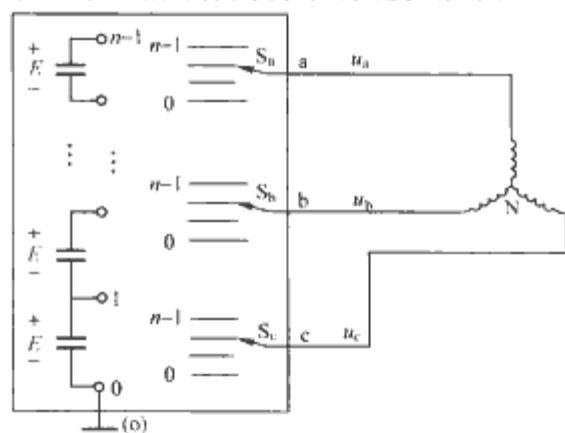 + E −
n−1
n−1
0
S_a a u_a
⋮ ⋮
n−1
0
S_b b u_b
N
+ E −
1
+ E −
0
n−1
0
S_c c u_c
(o)